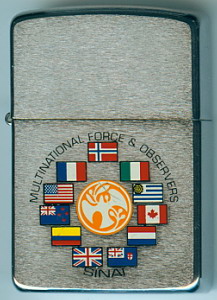 MULTINATIONAL FORCE & OBSERVERS
SINAI